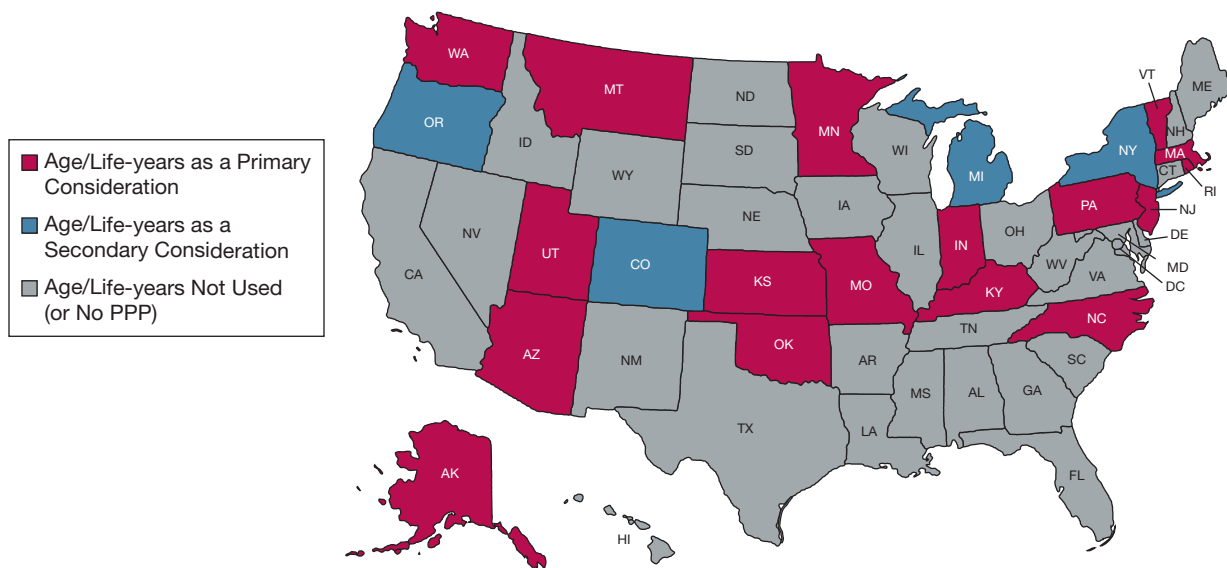 Age/Life-years as a Primary
Consideration
Age/Life-years as a
Secondary Consideration
Age/Life-years Not Used
(or No PPP)
WA
MT
ND
MN
VT
ME
OR
ID
SD
WI
MI
NY
NH
MA
CT
RI
WY
NE
IA
PA
NJ
NV
UT
CO
IL
IN
OH
DE
CA
KS
MO
WV
VA
MD
DC
KY
AZ
NM
OK
AR
TN
NC
SC
MS
AL
GA
TX
LA
FL
AK
HI